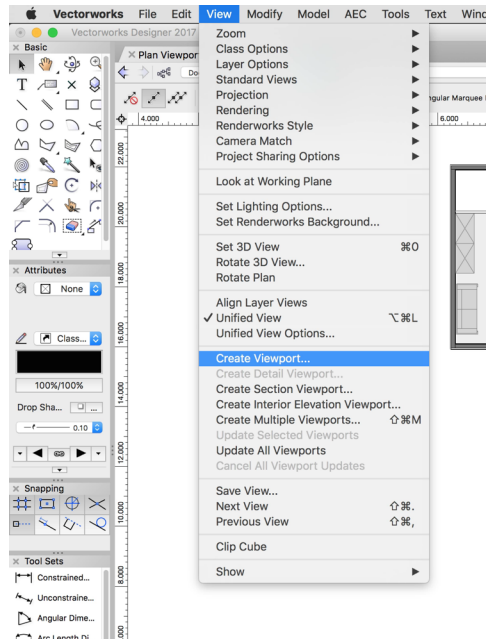 Vectorworks File Edit View Modify Model AEC Tools Text
Vectorworks Designer 2017
Basic
Plan Viewpor
4.000
6.000
22.000
20.000
18.000
16.000
14.000
12.000
10.000
8.000
Attributes
None
Class...
100%/100%
Drop Sha...
...
0.10
Snapping
Tool Sets
Constrained...
Unconstraine...
Angular Dime...
Arc Length Di
Zoom
Class Options
Layer Options
Standard Views
Projection
Rendering
Renderworks Style
Camera Match
Project Sharing Options
Look at Working Plane
Set Lighting Options...
Set Renderworks Background...
Set 3D View ⌘0
Rotate 3D View...
Rotate Plan
Align Layer Views
✓ Unified View ⌥⌘L
Unified View Options...
Create Viewport...
Create Detail Viewport...
Create Section Viewport...
Create Interior Elevation Viewport...
Create Multiple Viewports... ⇧⌘M
Update Selected Viewports
Update All Viewports
Cancel All Viewport Updates
Save View...
Next View ⇧⌘.
Previous View ⇧⌘,
Clip Cube
Show